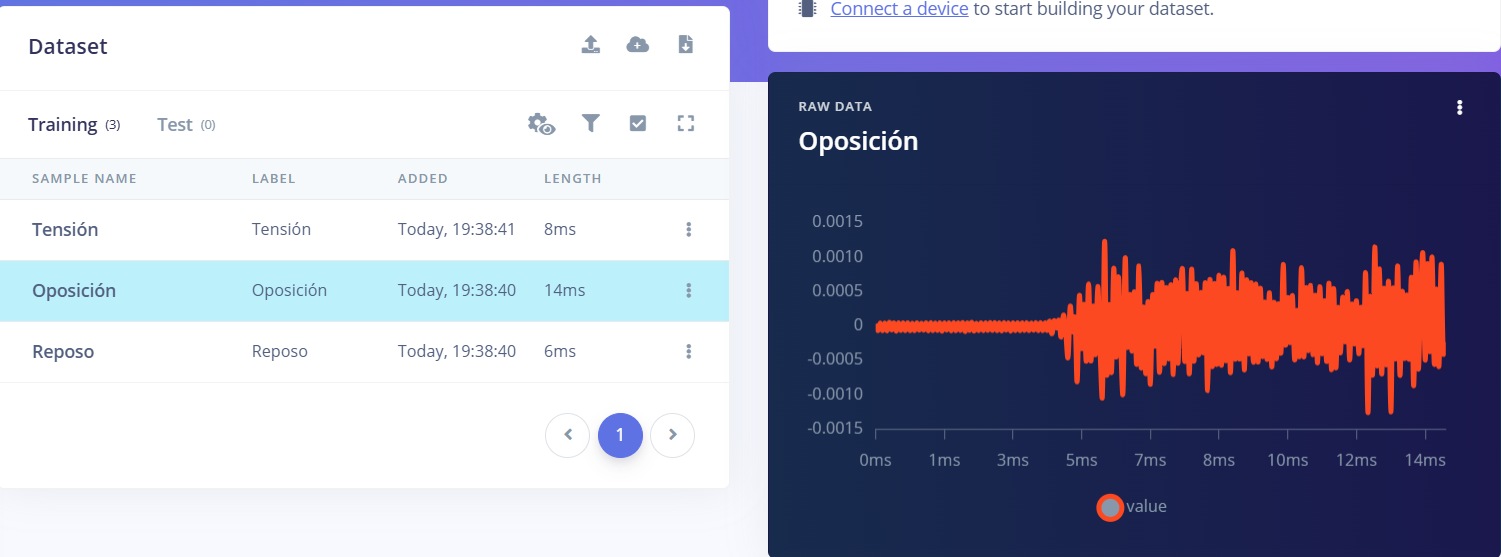 Dataset
Training (3) Test (0)
SAMPLE NAME LABEL ADDED LENGTH
Tensión Tensión Today, 19:38:41 8ms
Oposición Oposición Today, 19:38:40 14ms
Reposo Reposo Today, 19:38:40 6ms
1
Connect a device to start building your dataset.
RAW DATA
Oposición
0.0015
0.0010
0.0005
0
-0.0005
-0.0010
-0.0015
0ms 1ms 3ms 5ms 7ms 8ms 10ms 12ms 14ms
value